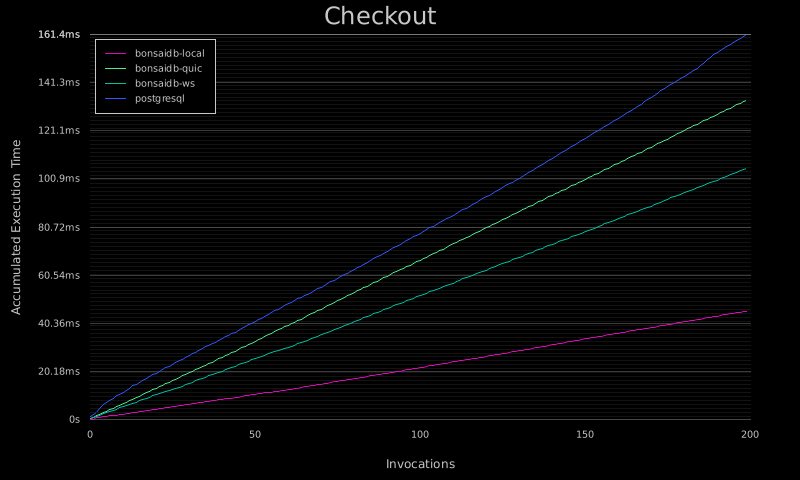 Checkout
161.4ms
141.3ms
121.1ms
100.9ms
80.72ms
60.54ms
40.36ms
20.18ms
0s
bonsaidb-local
bonsaidb-quic
bonsaidb-ws
postgresql
Accumulated Execution Time
0 50 100 150 200
Invocations